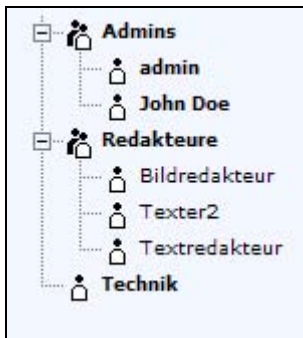 Admins
admin
John Doe
Redakteure
Bildredakteur
Texter2
Textredakteur
Technik